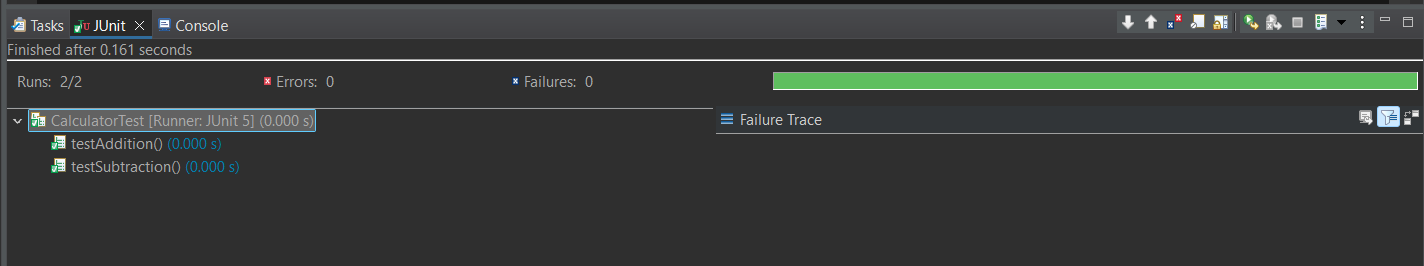 Tasks JUnit Console
Finished after 0.161 seconds
Runs: 2/2 Errors: 0 Failures: 0
CalculatorTest [Runner: JUnit 5] (0.000 s)
Failure Trace
testAddition() (0.000 s)
testSubtraction() (0.000 s)